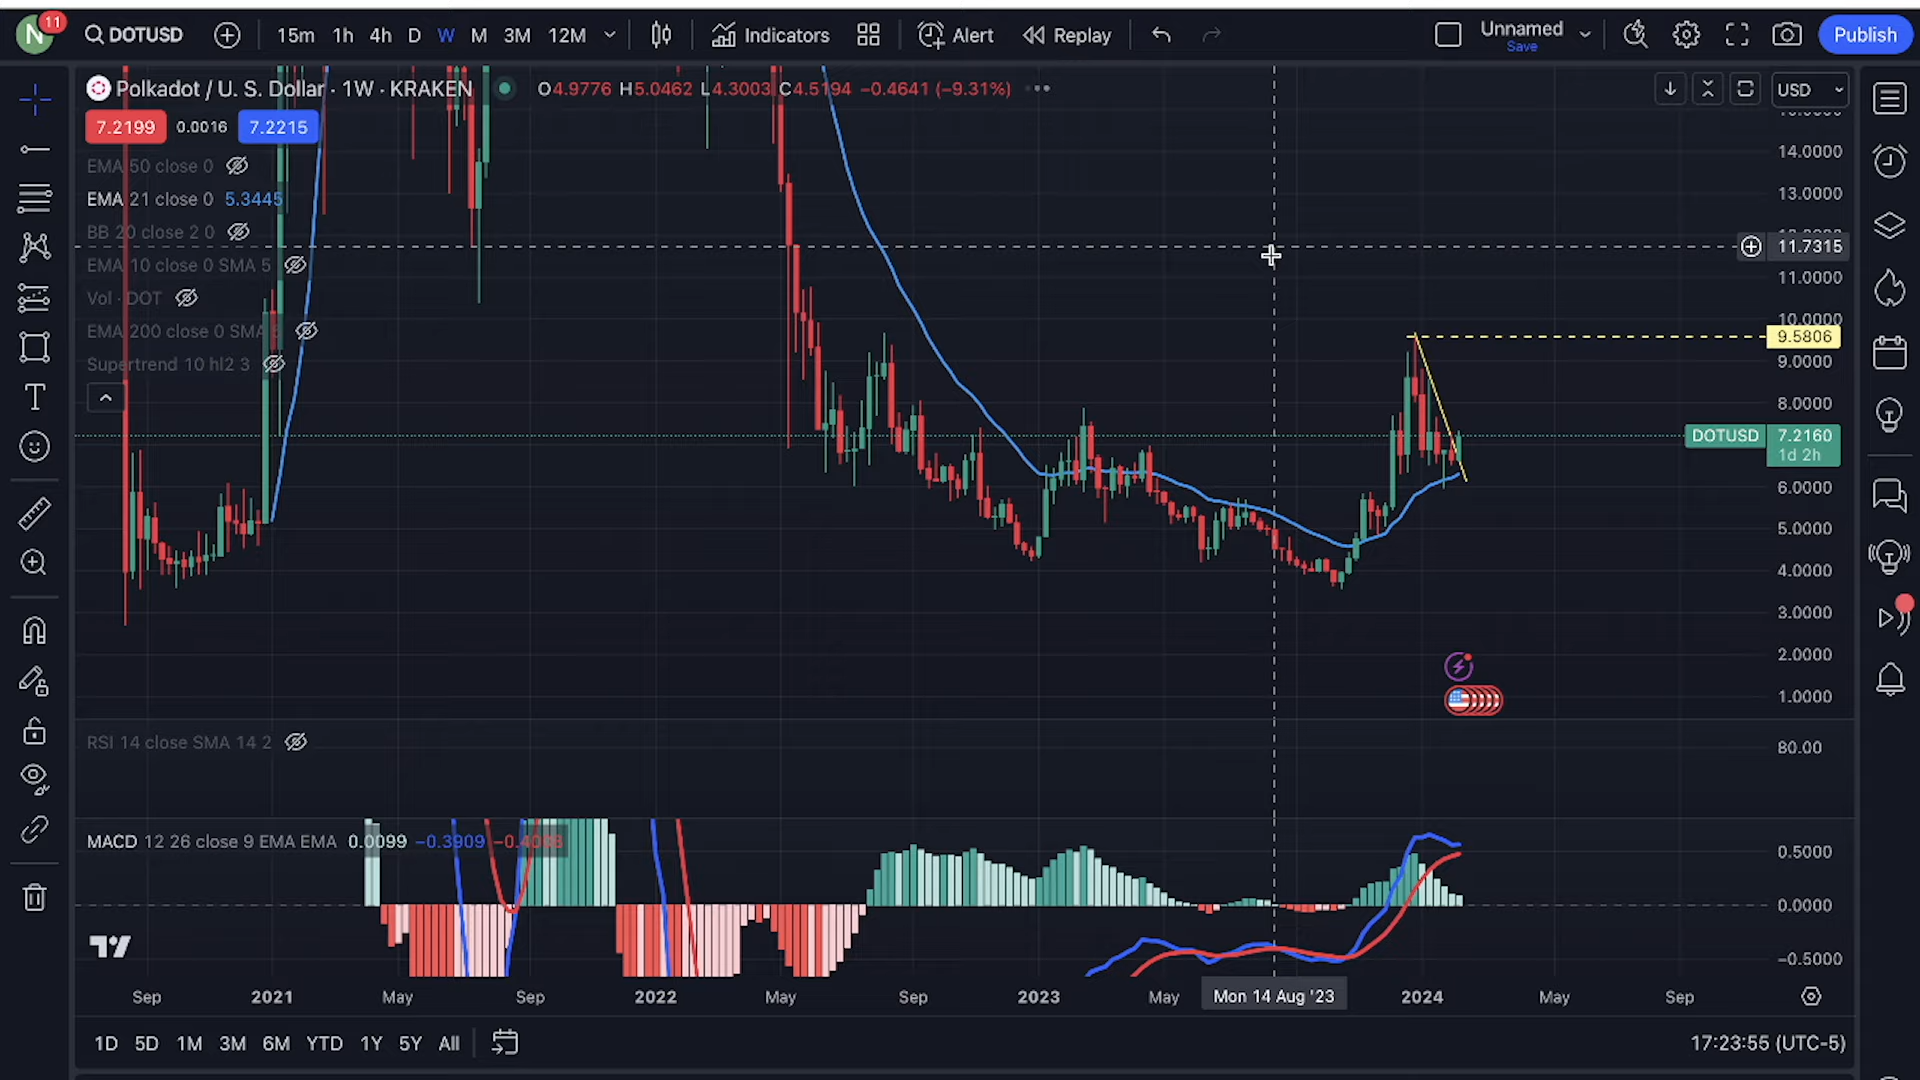 N 11 DOTUSD 15m 1h 4h D W M 3M 12M Indicators Alert Replay Unnamed Save Publish
Polkadot / U. S. Dollar · 1W · KRAKEN O4.9776 H5.0462 L4.3003 C4.5194 −0.4641 (−9.31%) USD
7.2199 0.0016 7.2215
EMA 50 close 0
EMA 21 close 0 5.3445
BB 20 close 2 0
EMA 10 close 0 SMA 5
Vol · DOT
EMA 200 close 0 SMA 5
Supertrend 10 hl2 3
14.0000
13.0000
11.7315
11.0000
10.0000
9.5806
9.0000
8.0000
DOTUSD 7.2160
1d 2h
6.0000
5.0000
4.0000
3.0000
2.0000
1.0000
RSI 14 close SMA 14 2
80.00
MACD 12 26 close 9 EMA EMA 0.0099 −0.3909
0.5000
0.0000
−0.5000
Sep 2021 May Sep 2022 May Sep 2023 May Mon 14 Aug '23 2024 May Sep
1D 5D 1M 3M 6M YTD 1Y 5Y All 17:23:55 (UTC-5)